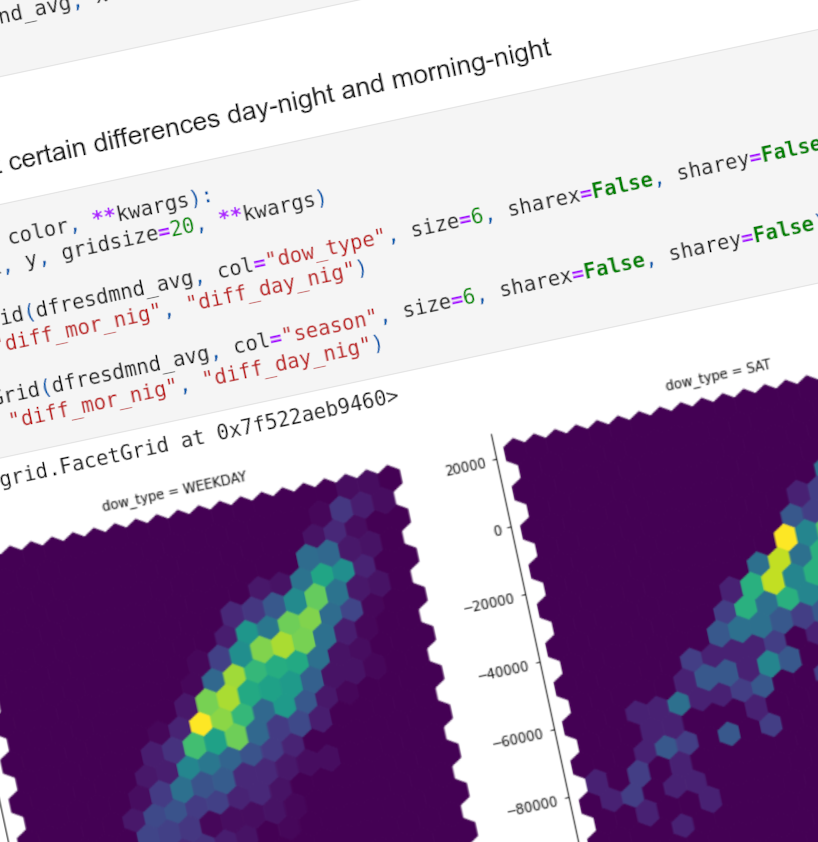 nd_avg,
certain differences day-night and morning-night
color, **kwargs):
, y, gridsize=20, **kwargs)
id(dfresdmnd_avg, col="dow_type", size=6, sharex=False, sharey=False
"diff_mor_nig", "diff_day_nig")
Grid(dfresdmnd_avg, col="season", size=6, sharex=False, sharey=False
"diff_mor_nig", "diff_day_nig")
grid.FacetGrid at 0x7f522aeb9460>
dow_type = WEEKDAY
dow_type = SAT
20000
0
−20000
−40000
−60000
−80000